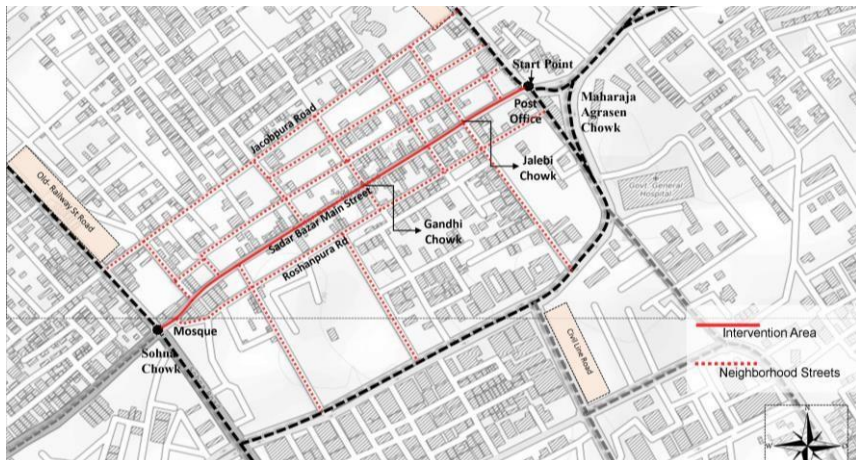 Start Point
Post
Office
Maharaja
Agrasen
Chowk
Jacobpura Road
Jalebi
Chowk
Govt. General
Hospital
Old- Railway St Road
Sadar Bazar Main Street
Gandhi
Chowk
Roshanpura Rd
Mosque
Sohna
Chowk
Civil Line Road
Intervention Area
Neighborhood Streets
N
W